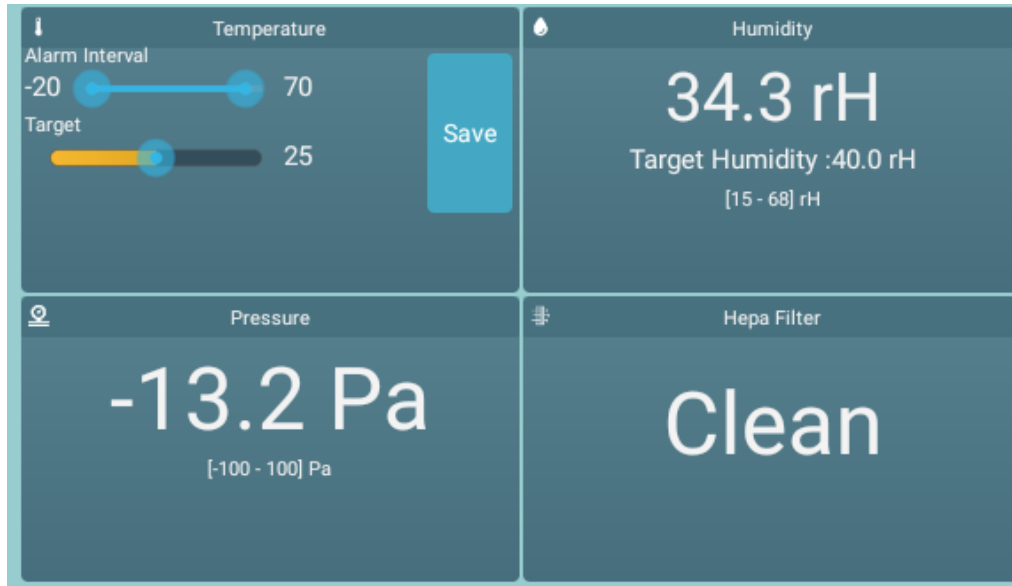 Temperature
Alarm Interval
-20 70
Target
25
Save
Humidity
34.3 rH
Target Humidity :40.0 rH
[15 - 68] rH
Pressure
-13.2 Pa
[-100 - 100] Pa
Hepa Filter
Clean